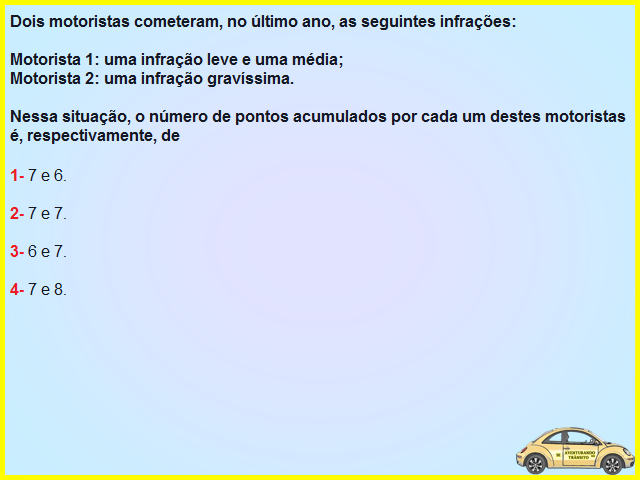 Dois motoristas cometeram, no último ano, as seguintes infrações:
Motorista 1: uma infração leve e uma média;
Motorista 2: uma infração gravíssima.
Nessa situação, o número de pontos acumulados por cada um destes motoristas
é, respectivamente, de
1- 7 e 6.
2- 7 e 7.
3- 6 e 7.
4- 7 e 8.
AVENTURANDO
TRÂNSITO